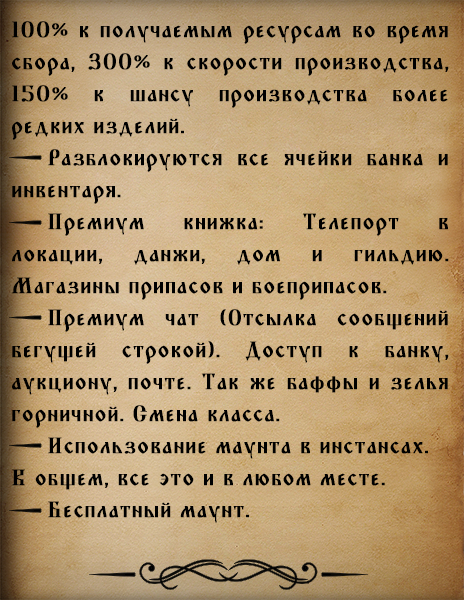 100% к получаемым ресурсам во время
сбора, 300% к скорости производства,
150% к шансу производства более
редких изделий.
— Разблокируются все ячейки банка и
инвентаря.
— Премиум книжка: Телепорт в
локации, данжи, дом и гильдию.
Магазины припасов и боеприпасов.
— Премиум чат (Отсылка сообщений
бегущей строкой). Доступ к банку,
аукциону, почте. Так же баффы и зелья
горничной. Смена класса.
— Использование маунта в инстансах.
В общем, все это и в любом месте.
— Бесплатный маунт.